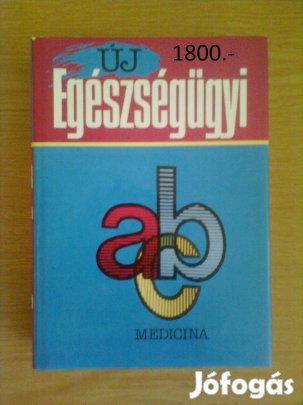 ÚJ 1800.-
Egészségügyi
abc
MEDICINA
Jófogás